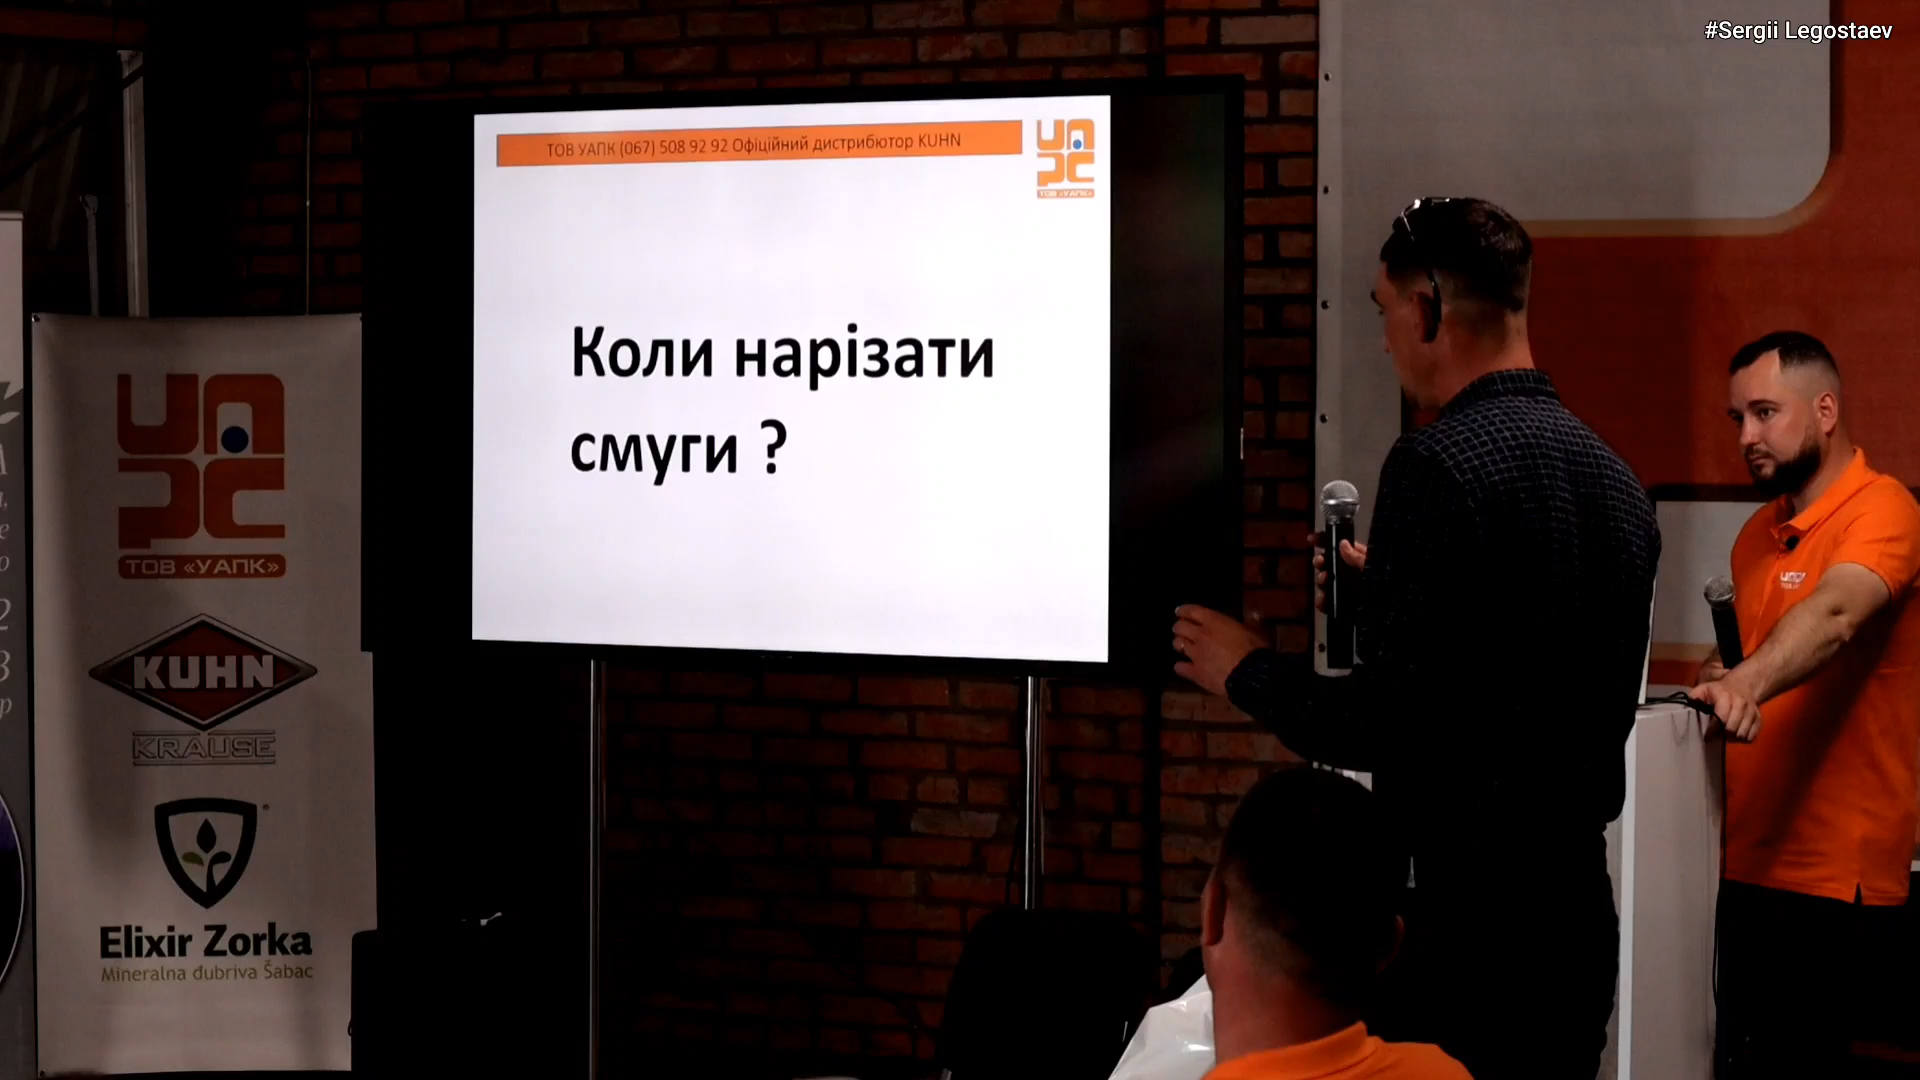 #Sergii Legostaev
ТОВ УАПК (067) 508 92 92 Офіційний дистрибютор KUHN
ТОВ «УАПК»
Коли нарізати
смуги ?
ТОВ «УАПК»
KUHN
KRAUSE
Elixir Zorka
Mineralna đubriva Šabac